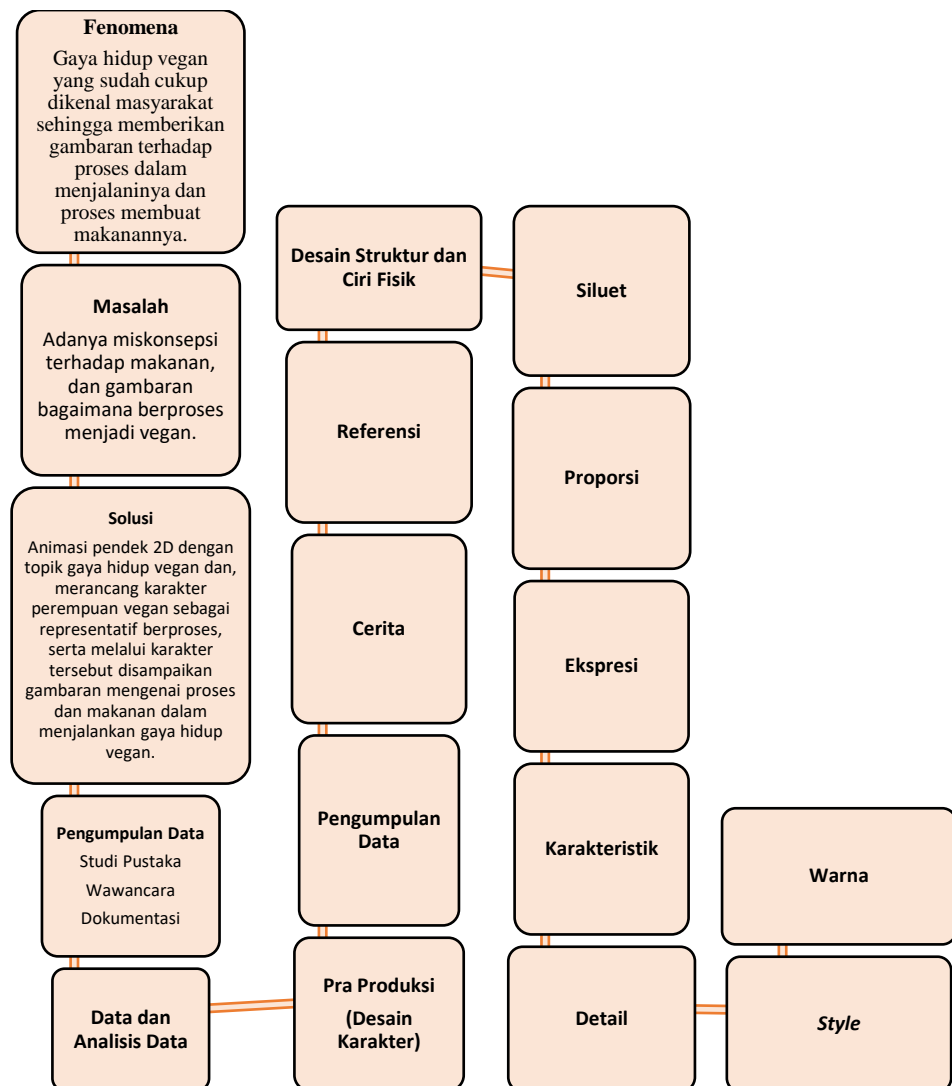 Fenomena
Gaya hidup vegan
yang sudah cukup
dikenal masyarakat
sehingga memberikan
gambaran terhadap
proses dalam
menjalaninya dan
proses membuat
makanannya.
Masalah
Adanya miskonsepsi
terhadap makanan,
dan gambaran
bagaimana berproses
menjadi vegan.
Solusi
Animasi pendek 2D dengan
topik gaya hidup vegan dan,
merancang karakter
perempuan vegan sebagai
representatif berproses,
serta melalui karakter
tersebut disampaikan
gambaran mengenai proses
dan makanan dalam
menjalankan gaya hidup
vegan.
Pengumpulan Data
Studi Pustaka
Wawancara
Dokumentasi
Data dan
Analisis Data
Pra Produksi
(Desain
Karakter)
Pengumpulan
Data
Cerita
Referensi
Desain Struktur dan
Ciri Fisik
Siluet
Proporsi
Ekspresi
Karakteristik
Detail
Style
Warna